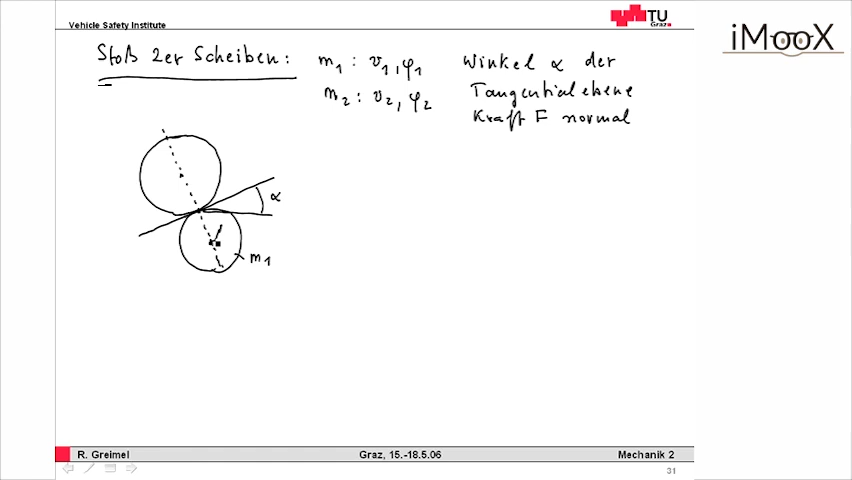 Vehicle Safety Institute
TU
Graz
iMooX
Stoß 2er Scheiben:
m₁ : v₁, φ₁
m₂ : v₂, φ₂
Winkel α der
Tangentialebene
Kraft F normal
α
m₁
R. Greimel
Graz, 15.-18.5.06
Mechanik 2
31